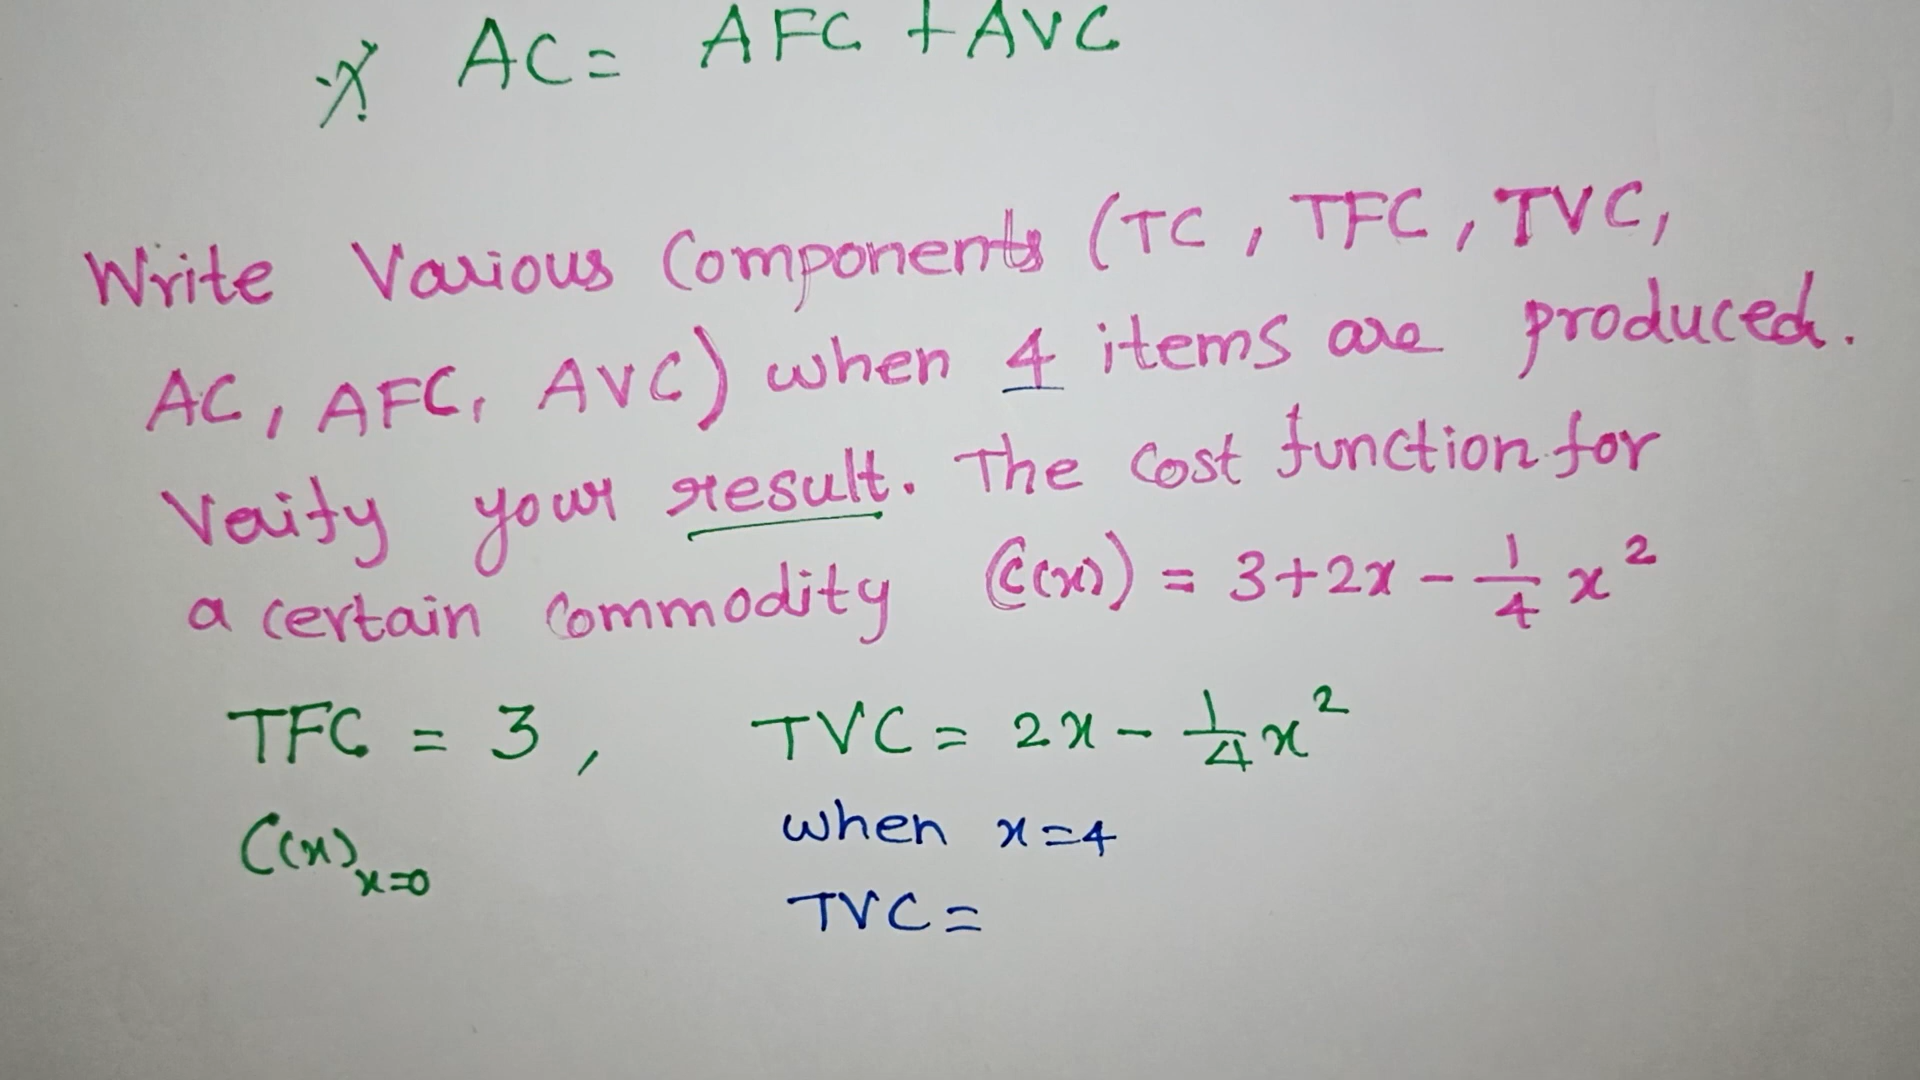 AC = AFC + AVC
Write Various Components (TC, TFC, TVC,
AC, AFC, AVC) when 4 items are produced.
Verify your result. The Cost function for
a certain Commodity C(x) = 3+2x - 1/4 x²
TFC = 3, TVC = 2x - 1/4 x²
C(x) x=0 when x=4
TVC =